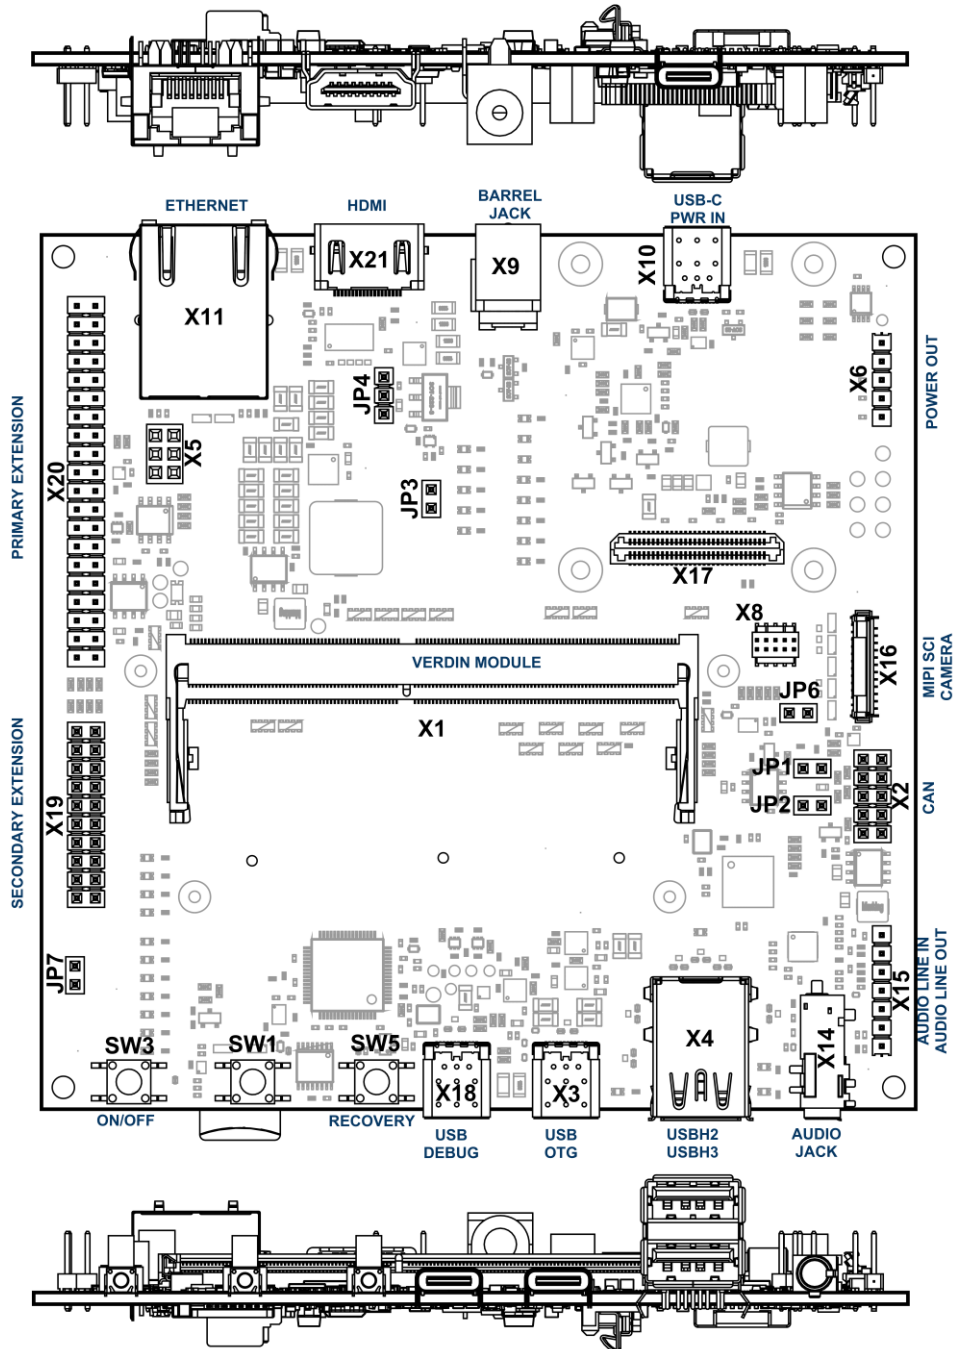 ETHERNET
HDMI
BARREL
JACK
USB-C
PWR IN
X11
X21
X9
X10
POWER OUT
X6
JP4
PRIMARY EXTENSION
X20
X5
JP3
X17
X8
VERDIN MODULE
X16
MIPI SCI
CAMERA
JP6
X1
SECONDARY EXTENSION
X19
JP1
JP2
X2
CAN
JP7
AUDIO LINE IN
AUDIO LINE OUT
X15
SW3
SW1
SW5
X18
X3
X4
X14
ON/OFF
RECOVERY
USB
DEBUG
USB
OTG
USBH2
USBH3
AUDIO
JACK